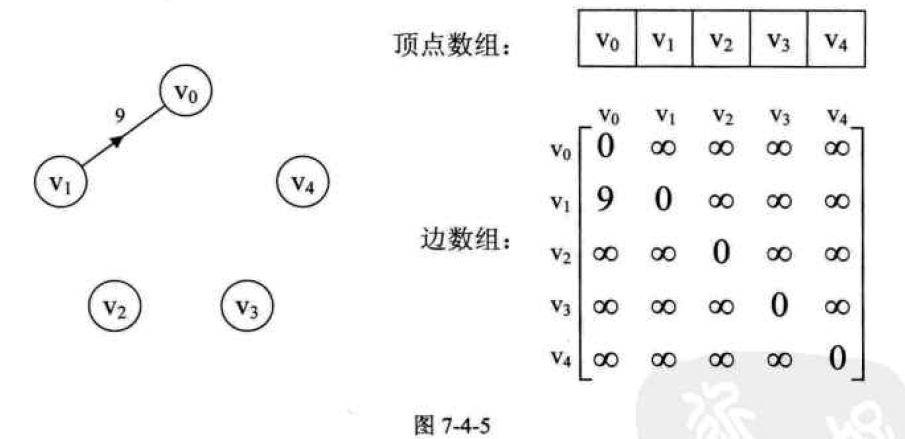 顶点数组： v₀ v₁ v₂ v₃ v₄
9
v₀
v₁
v₄
v₂
v₃
边数组：
v₀ v₁ v₂ v₃ v₄
v₀ 0 ∞ ∞ ∞ ∞
v₁ 9 0 ∞ ∞ ∞
v₂ ∞ ∞ 0 ∞ ∞
v₃ ∞ ∞ ∞ 0 ∞
v₄ ∞ ∞ ∞ ∞ 0
图 7-4-5